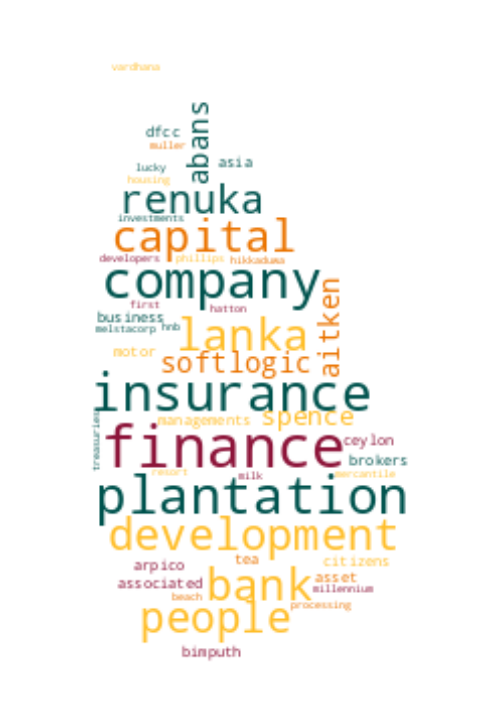 vardhana
abans
dfcc
muller
asia
lucky
housing
renuka
investments
capital
developers phillips hikkaduwa
company
aitken
first
hatton
business
melstacorp hnb
lanka
motor
softlogic
insurance
treasuries
managements spence
finance
ceylon
brokers
resort
milk
mercantile
plantation
development
tea
citizens
arpico
bank
asset
associated
millennium
beach
processing
people
bimputh